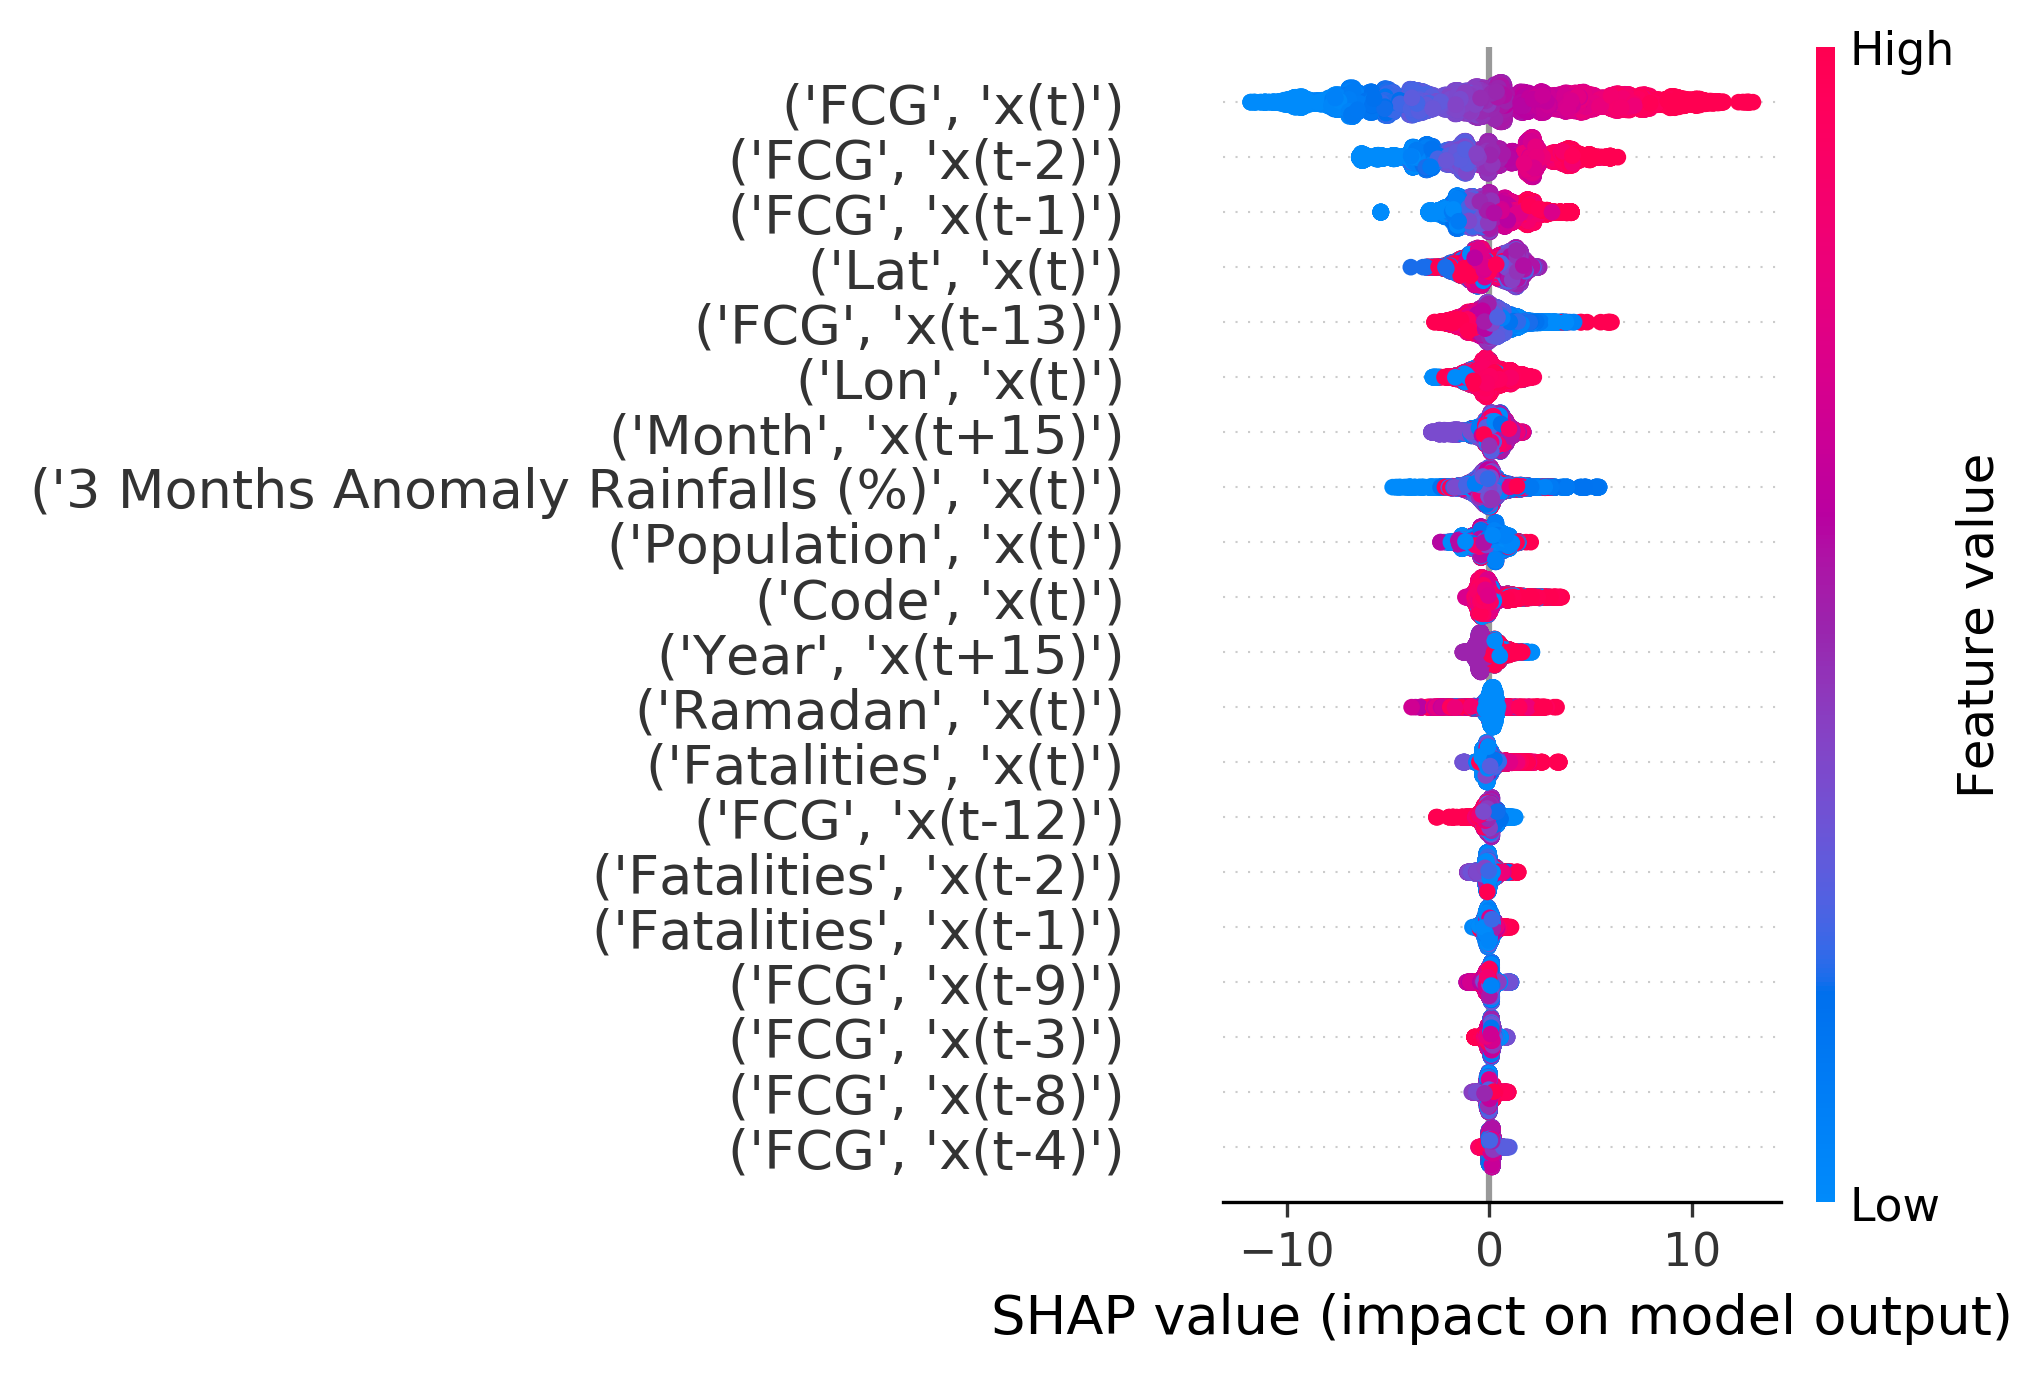 High
('FCG', 'x(t)')
('FCG', 'x(t-2)')
('FCG', 'x(t-1)')
('Lat', 'x(t)')
('FCG', 'x(t-13)')
('Lon', 'x(t)')
('Month', 'x(t+15)')
('3 Months Anomaly Rainfalls (%)', 'x(t)')
('Population', 'x(t)')
('Code', 'x(t)')
('Year', 'x(t+15)')
('Ramadan', 'x(t)')
('Fatalities', 'x(t)')
('FCG', 'x(t-12)')
('Fatalities', 'x(t-2)')
('Fatalities', 'x(t-1)')
('FCG', 'x(t-9)')
('FCG', 'x(t-3)')
('FCG', 'x(t-8)')
('FCG', 'x(t-4)')
Feature value
Low
−10 0 10
SHAP value (impact on model output)